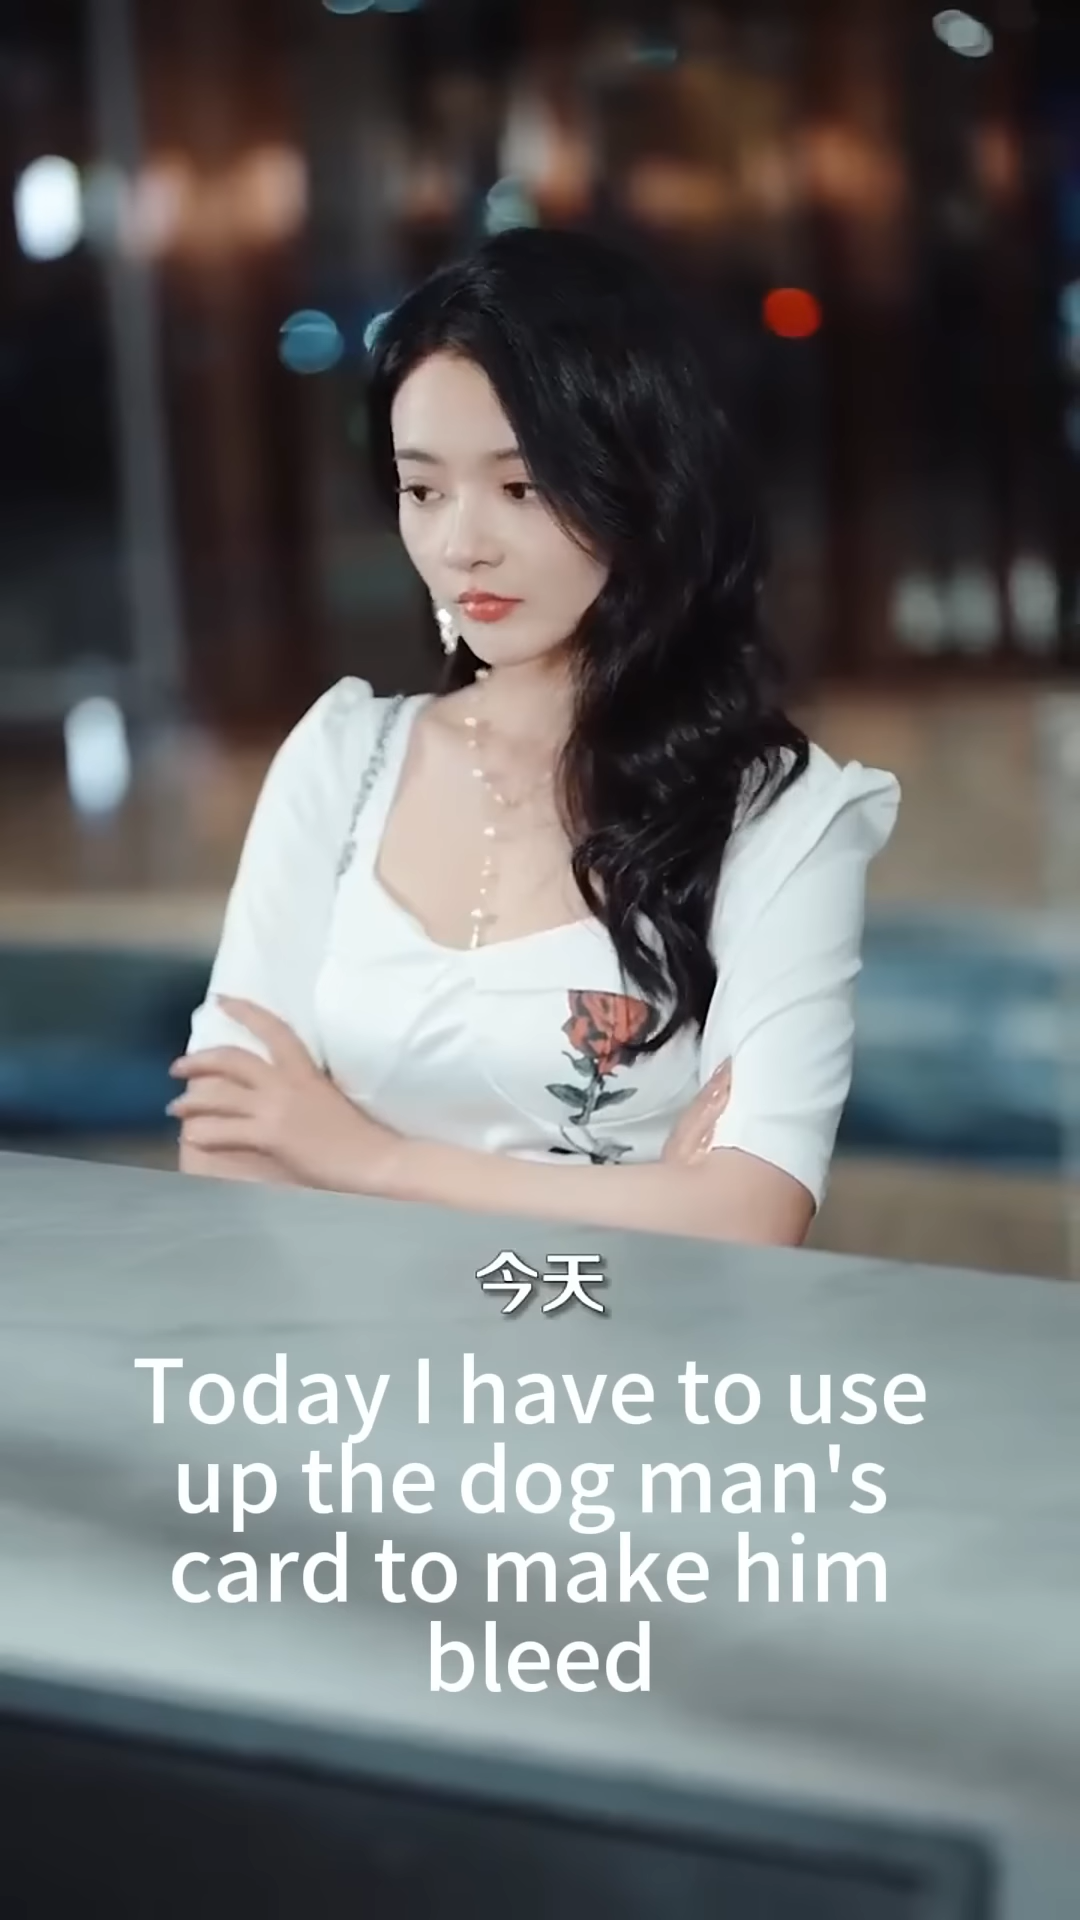 今天
Today I have to use
up the dog man's
card to make him
bleed